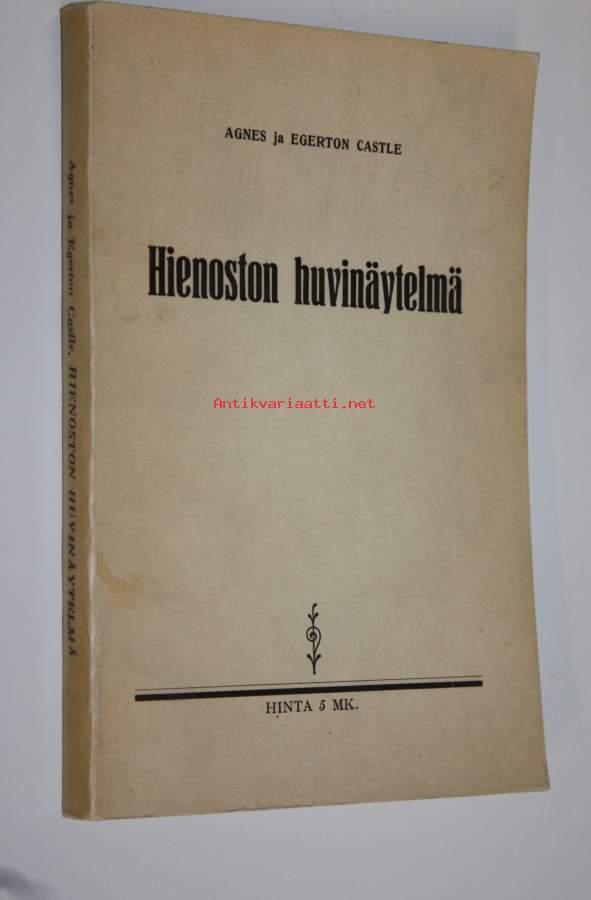 AGNES ja EGERTON CASTLE
Hienoston huvinäytelmä
Antikvariaatti.net
HINTA 5 MK.
Agnes ja Egerton Castle, HIENOSTON HUVINÄYTELMÄ